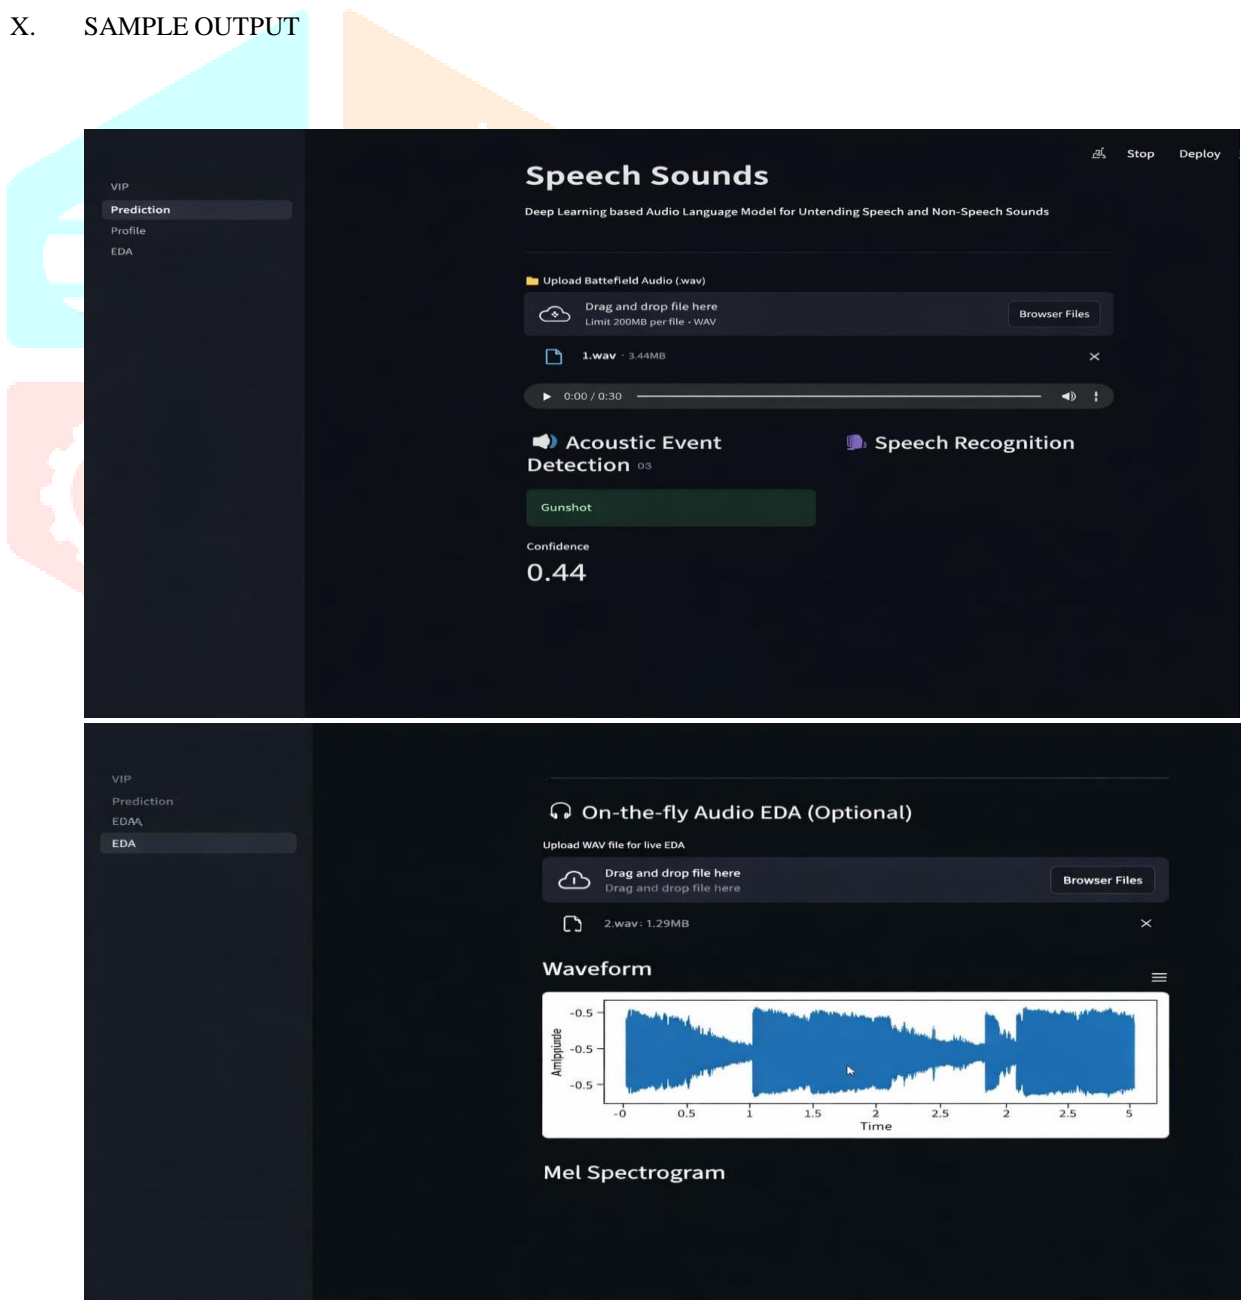 X. SAMPLE OUTPUT
Stop Deploy
VIP
Prediction
Profile
EDA
Speech Sounds
Deep Learning based Audio Language Model for Untending Speech and Non-Speech Sounds
Upload Battefield Audio (.wav)
Drag and drop file here
Limit 200MB per file - WAV
Browser Files
1.wav · 3.44MB
0:00 / 0:30
Acoustic Event
Detection 03
Speech Recognition
Gunshot
Confidence
0.44
VIP
Prediction
EDA
On-the-fly Audio EDA (Optional)
Upload WAV file for live EDA
Drag and drop file here
Drag and drop file here
Browser Files
2.wav: 1.29MB
Waveform
-0.5
-0.5
-0.5
-0 0.5 1 1.5 2 2.5 2 2.5 5
Time
Mel Spectrogram